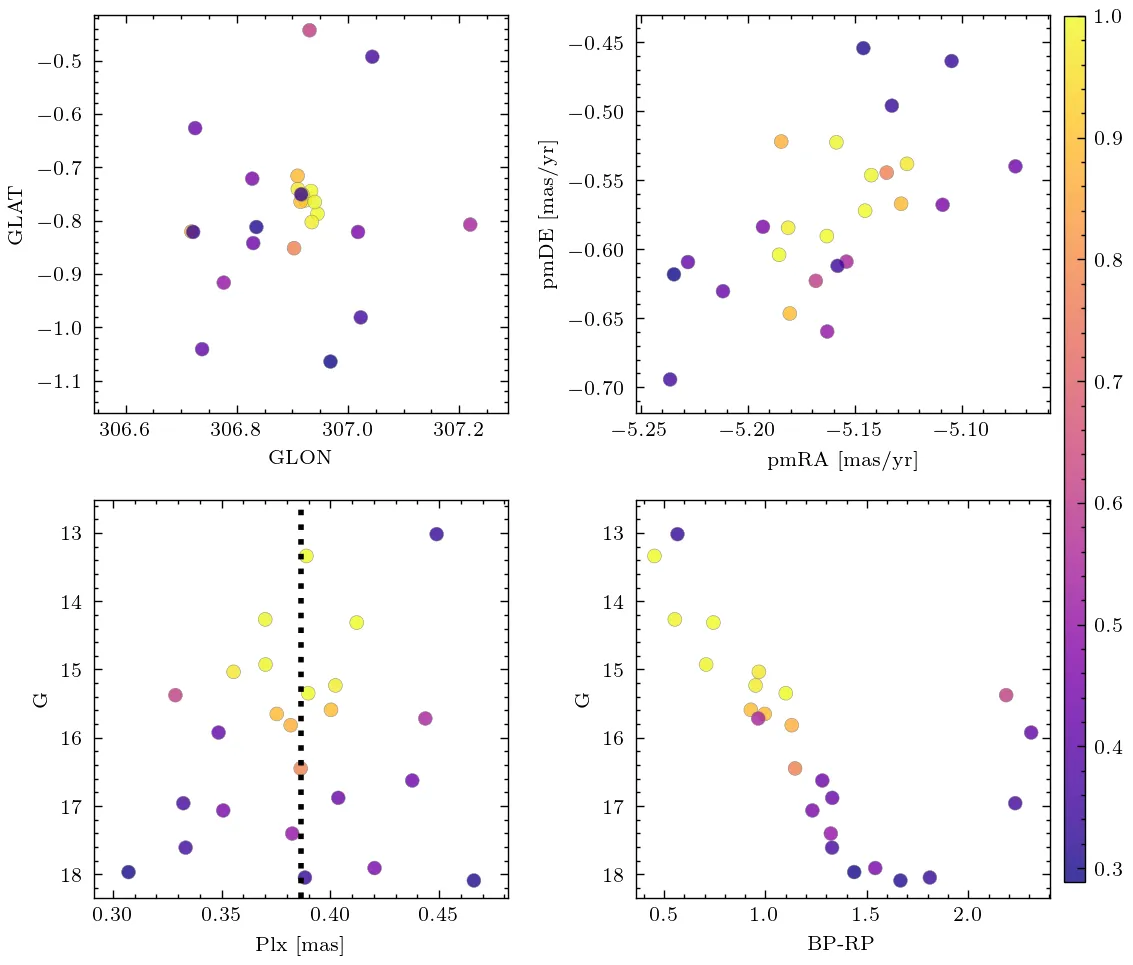 −0.5
−0.6
−0.7
−0.8
−0.9
−1.0
−1.1
GLAT
306.6 306.8 307.0 307.2
GLON
−0.45
−0.50
−0.55
−0.60
−0.65
−0.70
pmDE [mas/yr]
−5.25 −5.20 −5.15 −5.10
pmRA [mas/yr]
13
14
15
16
17
18
G
0.30 0.35 0.40 0.45
Plx [mas]
13
14
15
16
17
18
G
0.5 1.0 1.5 2.0
BP-RP
1.0
0.9
0.8
0.7
0.6
0.5
0.4
0.3